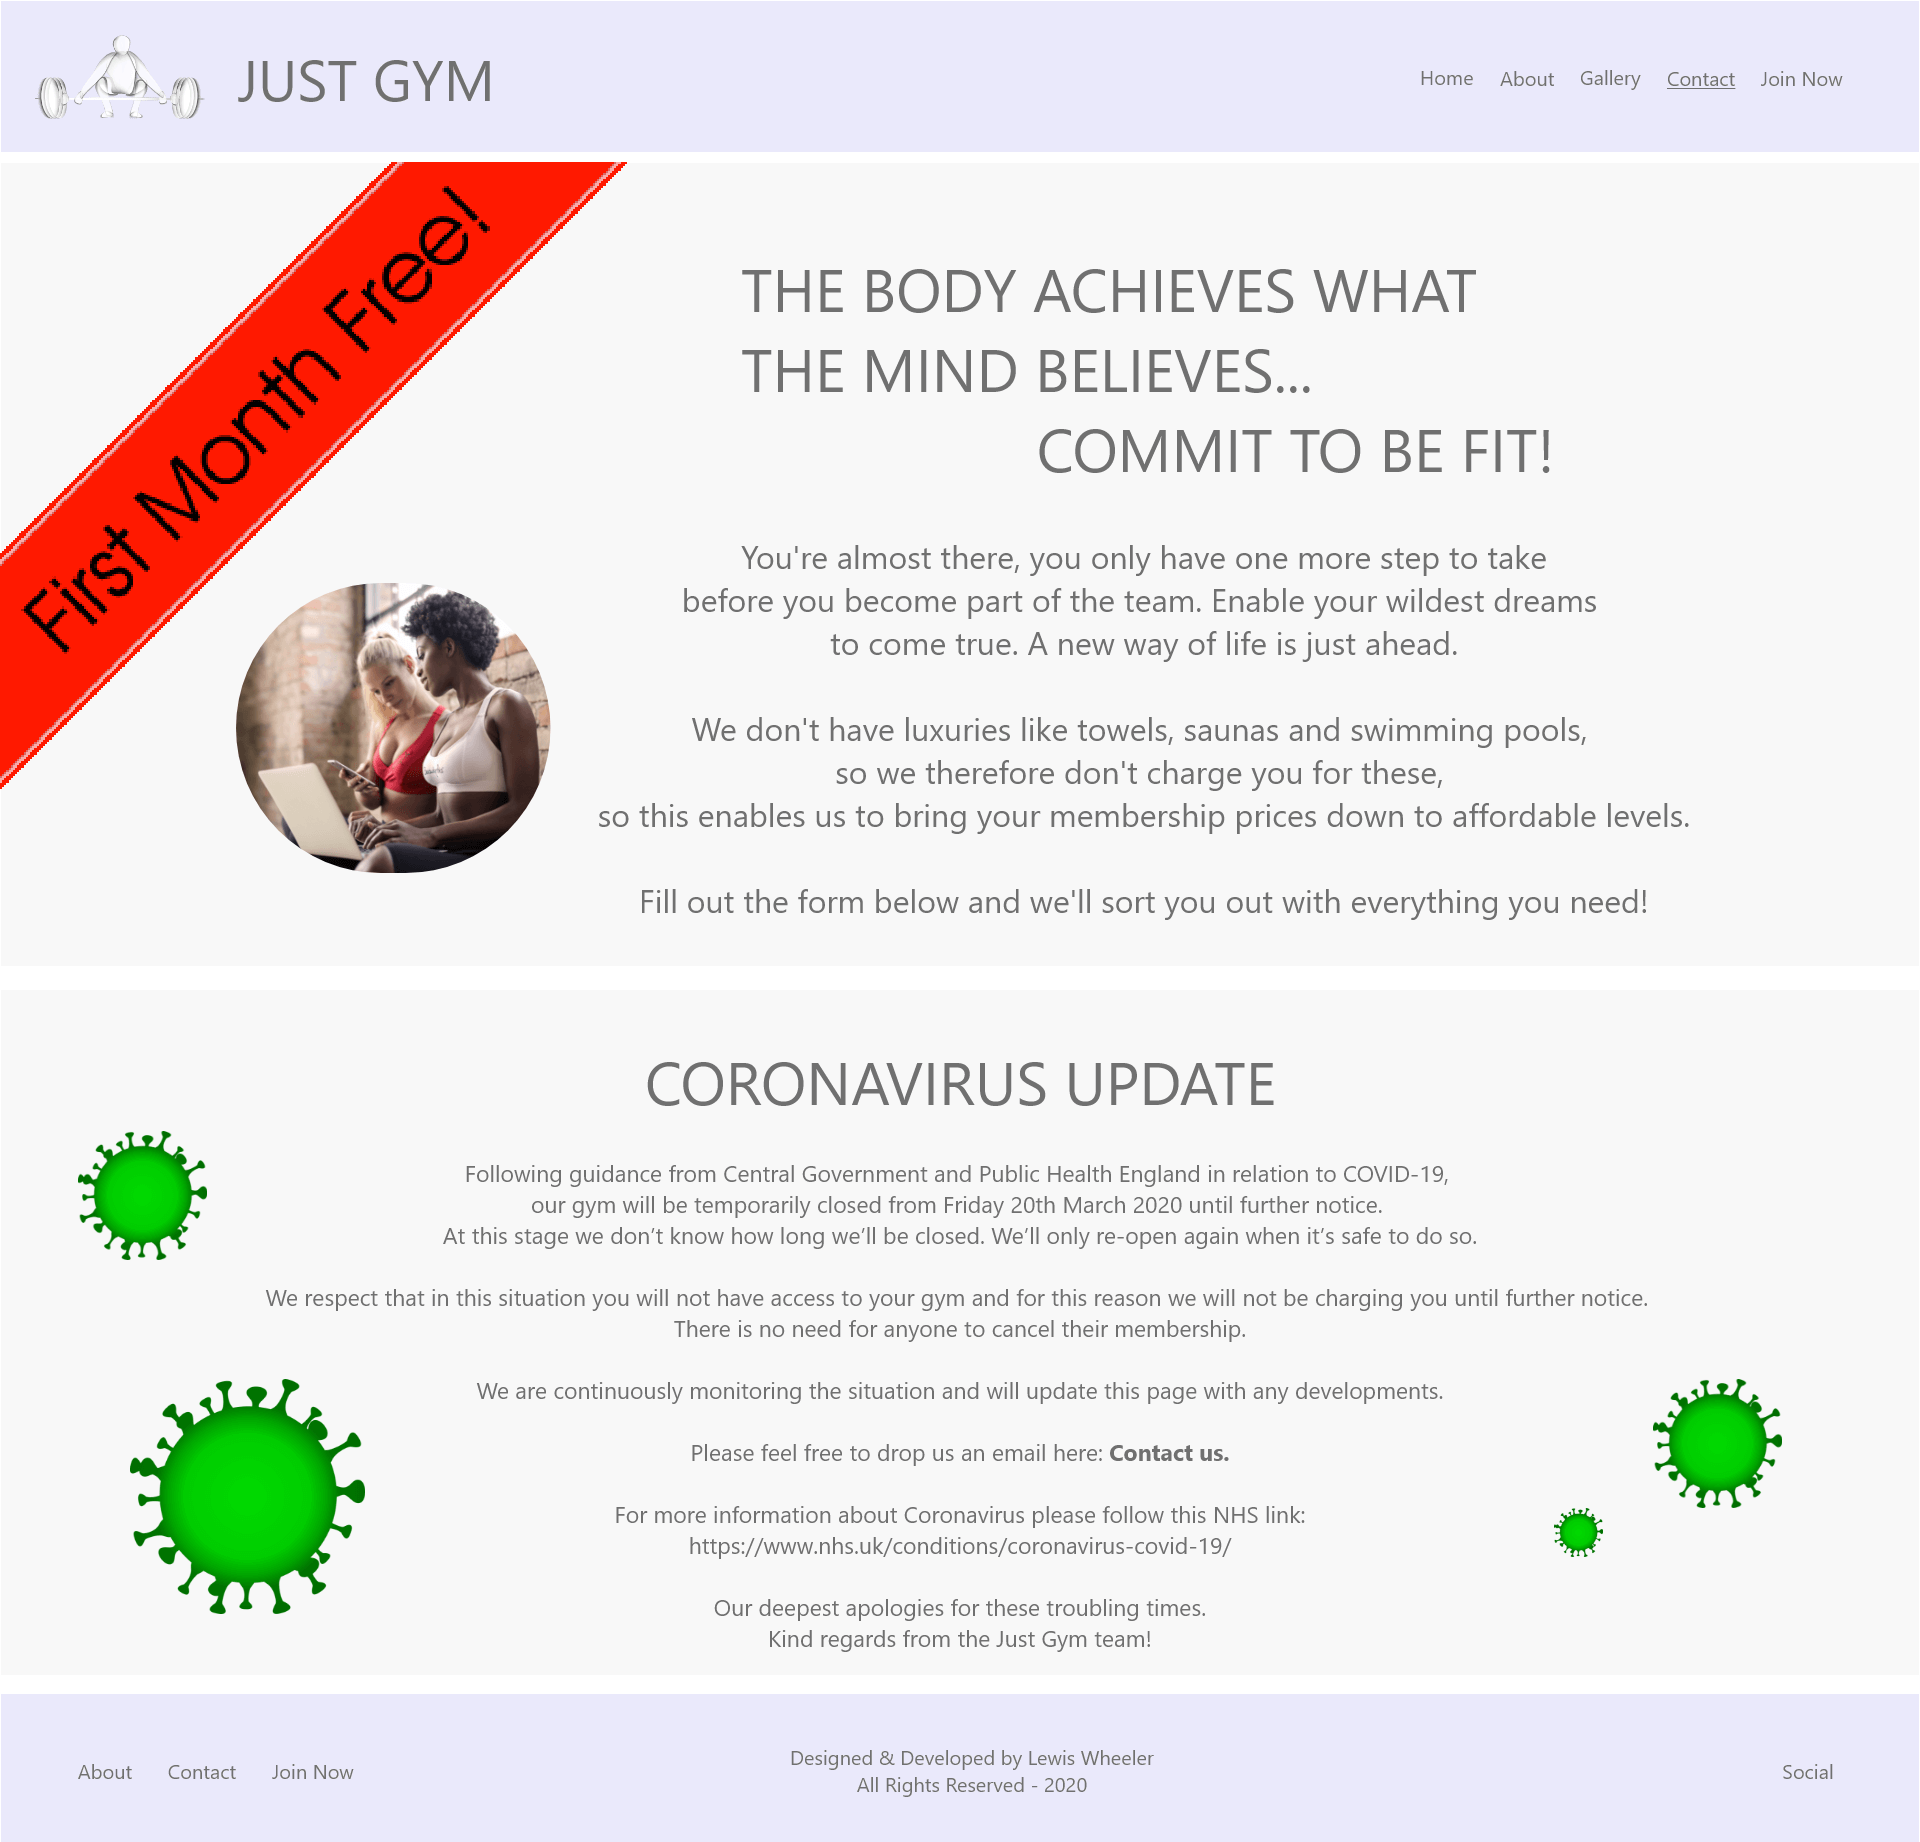 JUST GYM
Home About Gallery Contact Join Now
First Month Free!
THE BODY ACHIEVES WHAT
THE MIND BELIEVES...
COMMIT TO BE FIT!
You're almost there, you only have one more step to take
before you become part of the team. Enable your wildest dreams
to come true. A new way of life is just ahead.
We don't have luxuries like towels, saunas and swimming pools,
so we therefore don't charge you for these,
so this enables us to bring your membership prices down to affordable levels.
Fill out the form below and we'll sort you out with everything you need!
CORONAVIRUS UPDATE
Following guidance from Central Government and Public Health England in relation to COVID-19,
our gym will be temporarily closed from Friday 20th March 2020 until further notice.
At this stage we don’t know how long we’ll be closed. We’ll only re-open again when it’s safe to do so.
We respect that in this situation you will not have access to your gym and for this reason we will not be charging you until further notice.
There is no need for anyone to cancel their membership.
We are continuously monitoring the situation and will update this page with any developments.
Please feel free to drop us an email here: Contact us.
For more information about Coronavirus please follow this NHS link:
https://www.nhs.uk/conditions/coronavirus-covid-19/
Our deepest apologies for these troubling times.
Kind regards from the Just Gym team!
About Contact Join Now
Designed & Developed by Lewis Wheeler
All Rights Reserved - 2020
Social